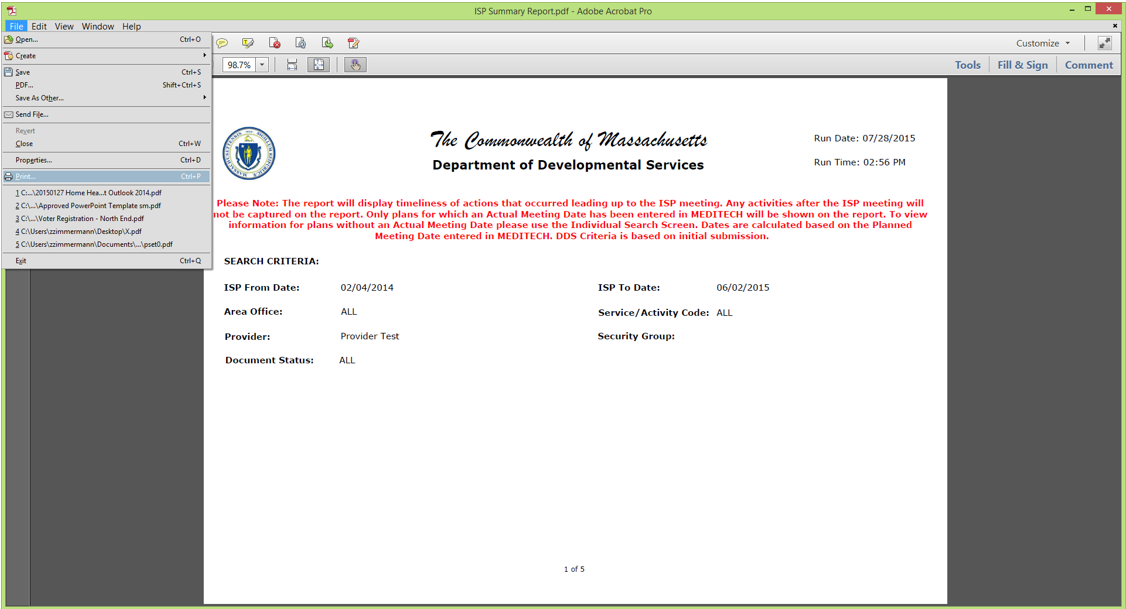 ISP Summary Report.pdf - Adobe Acrobat Pro
File Edit View Window Help
Open... Ctrl+O
Create
Save Ctrl+S
PDF... Shift+Ctrl+S
Save As Other...
Send File...
Revert
Close Ctrl+W
Properties... Ctrl+D
Print... Ctrl+P
1 C:...\20150127 Home Hea...t Outlook 2014.pdf
2 C:\...\Approved PowerPoint Template sm.pdf
3 C:\...\Voter Registration - North End.pdf
4 C:\Users\zzimmermann\Desktop\X.pdf
5 C:\Users\zzimmermann\Documents\...\pset0.pdf
Exit Ctrl+Q
Customize
98.7%
Tools Fill & Sign Comment
The Commonwealth of Massachusetts
Department of Developmental Services
Run Date: 07/28/2015
Run Time: 02:56 PM
Please Note: The report will display timeliness of actions that occurred leading up to the ISP meeting. Any activities after the ISP meeting will
not be captured on the report. Only plans for which an Actual Meeting Date has been entered in MEDITECH will be shown on the report. To view
information for plans without an Actual Meeting Date please use the Individual Search Screen. Dates are calculated based on the Planned
Meeting Date entered in MEDITECH. DDS Criteria is based on initial submission.
SEARCH CRITERIA:
ISP From Date: 02/04/2014 ISP To Date: 06/02/2015
Area Office: ALL Service/Activity Code: ALL
Provider: Provider Test Security Group:
Document Status: ALL
1 of 5